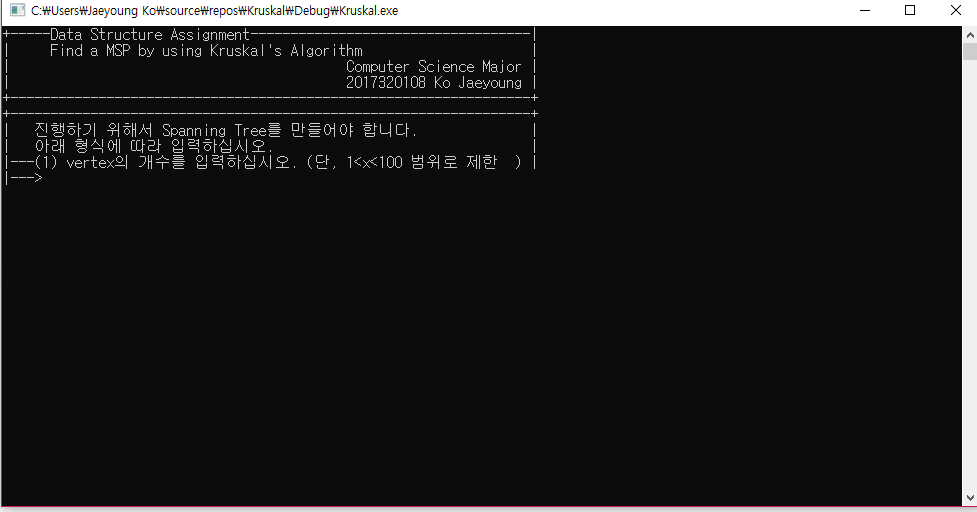 C:₩Users₩Jaeyoung Ko₩source₩repos₩Kruskal₩Debug₩Kruskal.exe
+-----Data Structure Assignment-----------------------------------|
|     Find a MSP by using Kruskal's Algorithm                     |
|                                          Computer Science Major |
|                                          2017320108 Ko Jaeyoung |
+-----------------------------------------------------------------+
+-----------------------------------------------------------------+
|   진행하기 위해서 Spanning Tree를 만들어야 합니다.              |
|   아래 형식에 따라 입력하십시오.                                |
|---(1) vertex의 개수를 입력하십시오. (단, 1<x<100 범위로 제한  ) |
|--->